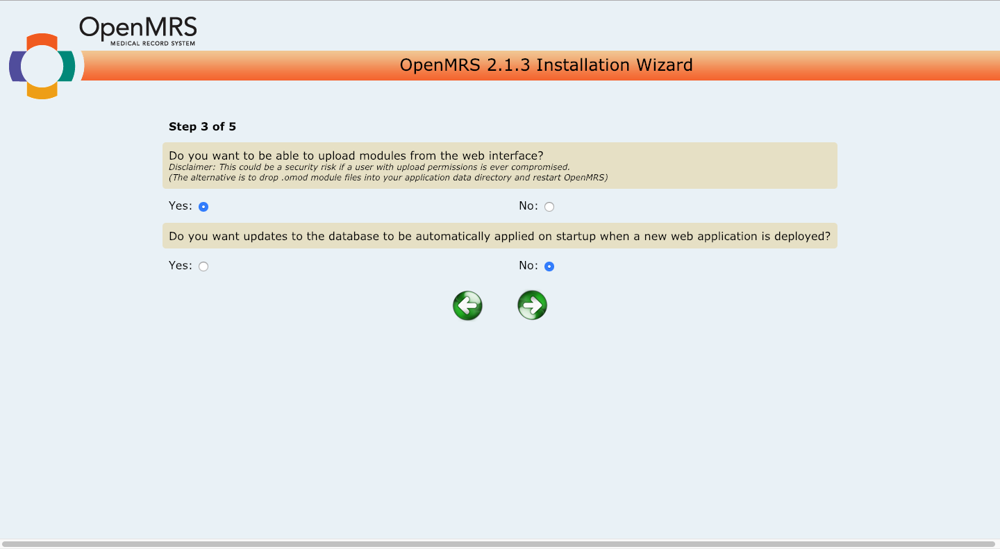 OpenMRS
MEDICAL RECORD SYSTEM
OpenMRS 2.1.3 Installation Wizard
Step 3 of 5
Do you want to be able to upload modules from the web interface?
Disclaimer: This could be a security risk if a user with upload permissions is ever compromised.
(The alternative is to drop .omod module files into your application data directory and restart OpenMRS)
Yes: No:
Do you want updates to the database to be automatically applied on startup when a new web application is deployed?
Yes: No: